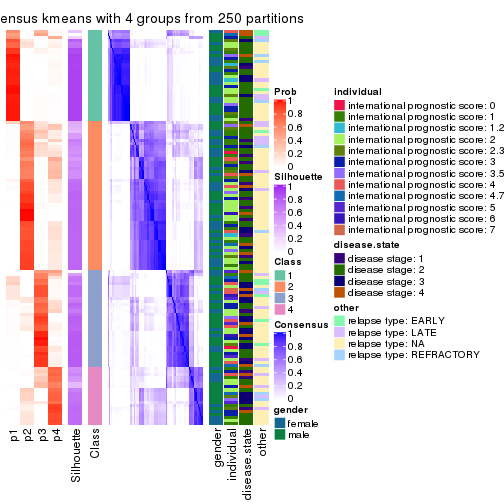 ensus kmeans with 4 groups from 250 partitions
Prob
1
0.8
0.6
0.4
0.2
0
Silhouette
1
0.8
0.6
0.4
0.2
0
Class
1
2
3
4
Consensus
1
0.8
0.6
0.4
0.2
0
gender
female
male
individual
international prognostic score: 0
international prognostic score: 1
international prognostic score: 1.2
international prognostic score: 2
international prognostic score: 2.3
international prognostic score: 3
international prognostic score: 3.5
international prognostic score: 4
international prognostic score: 4.7
international prognostic score: 5
international prognostic score: 6
international prognostic score: 7
disease.state
disease stage: 1
disease stage: 2
disease stage: 3
disease stage: 4
other
relapse type: EARLY
relapse type: LATE
relapse type: NA
relapse type: REFRACTORY
p1
p2
p3
p4
Silhouette
Class
gender
individual
disease.state
other